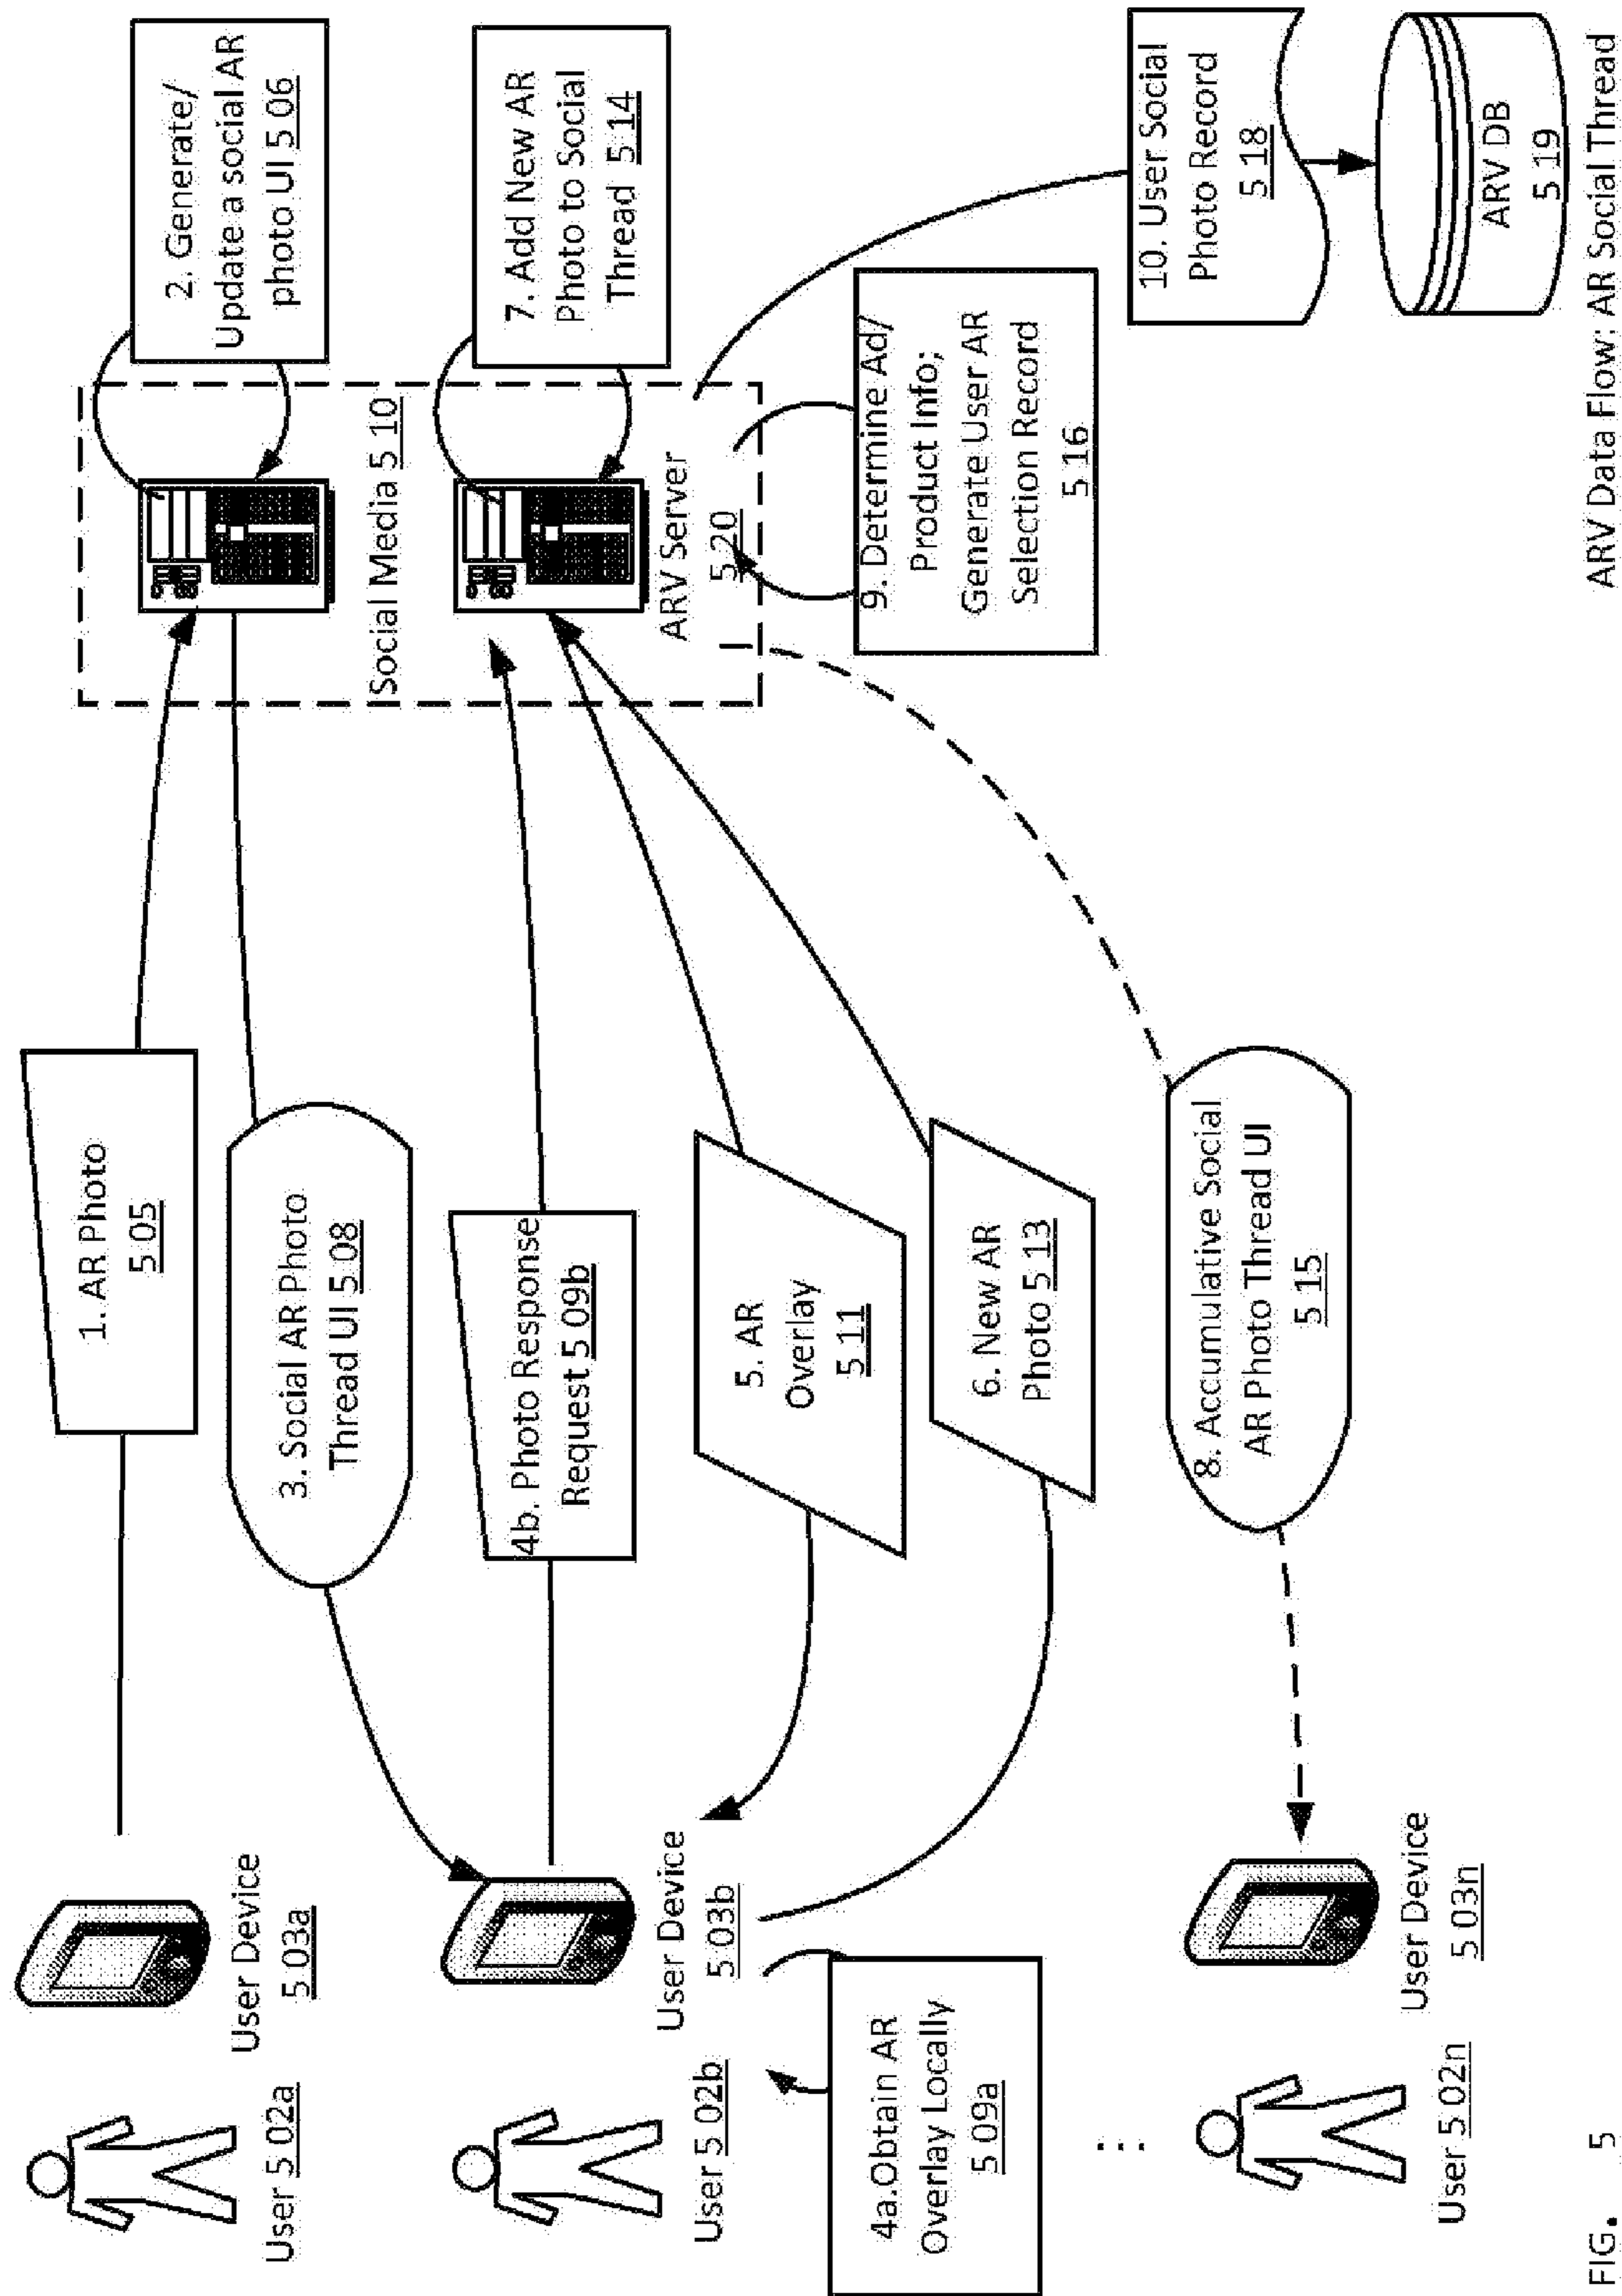 User 5 02a
User Device
5 03a
1. AR Photo
5 05
2. Generate/
Update a social AR
photo UI 5 06
3. Social AR Photo
Thread UI 5 08
Social Media 5 10
User 5 02b
User Device
5 03b
4b. Photo Response
Request 5 09b
7. Add New AR
Photo to Social
Thread 5 14
ARV Server
5 20
4a.Obtain AR
Overlay Locally
5 09a
5. AR
Overlay
5 11
6. New AR
Photo 5 13
9. Determine Ad/
Product Info;
Generate User AR
Selection Record
5 16
...
User 5 02n
User Device
5 03n
8. Accumulative Social
AR Photo Thread UI
5 15
10. User Social
Photo Record
5 18
ARV DB
5 19
FIG. 5
ARV Data Flow: AR Social Thread